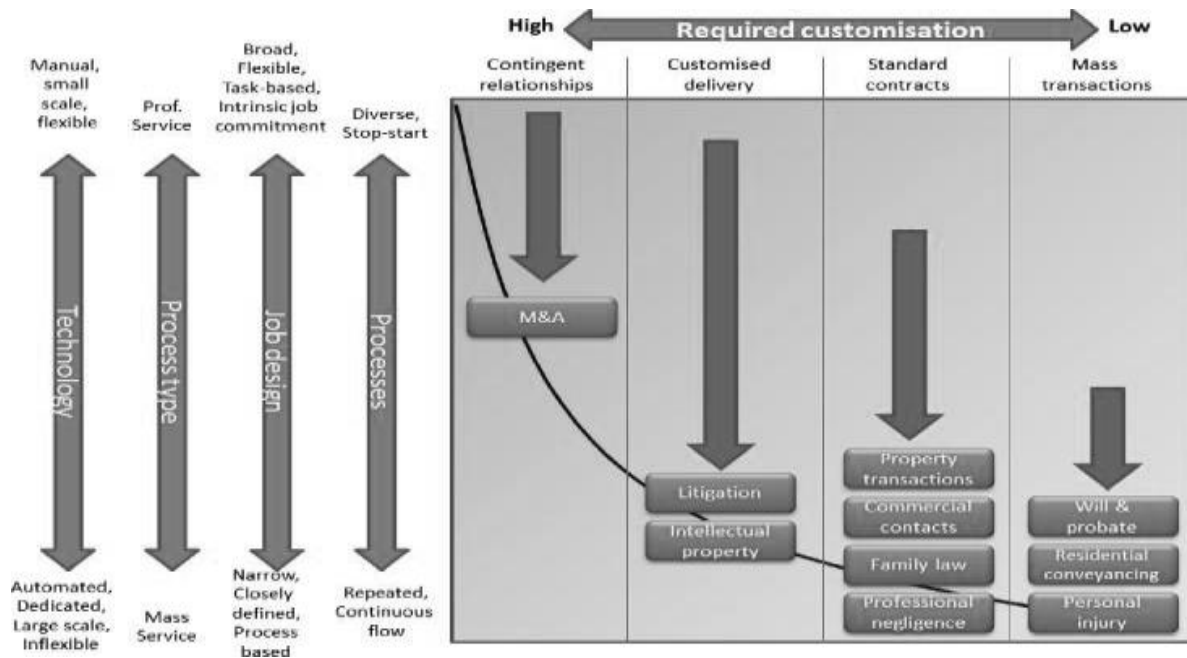 High
Required customisation
Low
Contingent
relationships
Customised
delivery
Standard
contracts
Mass
transactions
Manual,
small
scale,
flexible
Prof.
Service
Broad,
Flexible,
Task-based,
Intrinsic job
commitment
Diverse,
Stop-start
Technology
Process type
Job design
Processes
Automated,
Dedicated,
Large scale,
Inflexible
Mass
Service
Narrow,
Closely
defined,
Process
based
Repeated,
Continuous
flow
M&A
Litigation
Intellectual
property
Property
transactions
Commercial
contacts
Family law
Professional
negligence
Will &
probate
Residential
conveyancing
Personal
injury